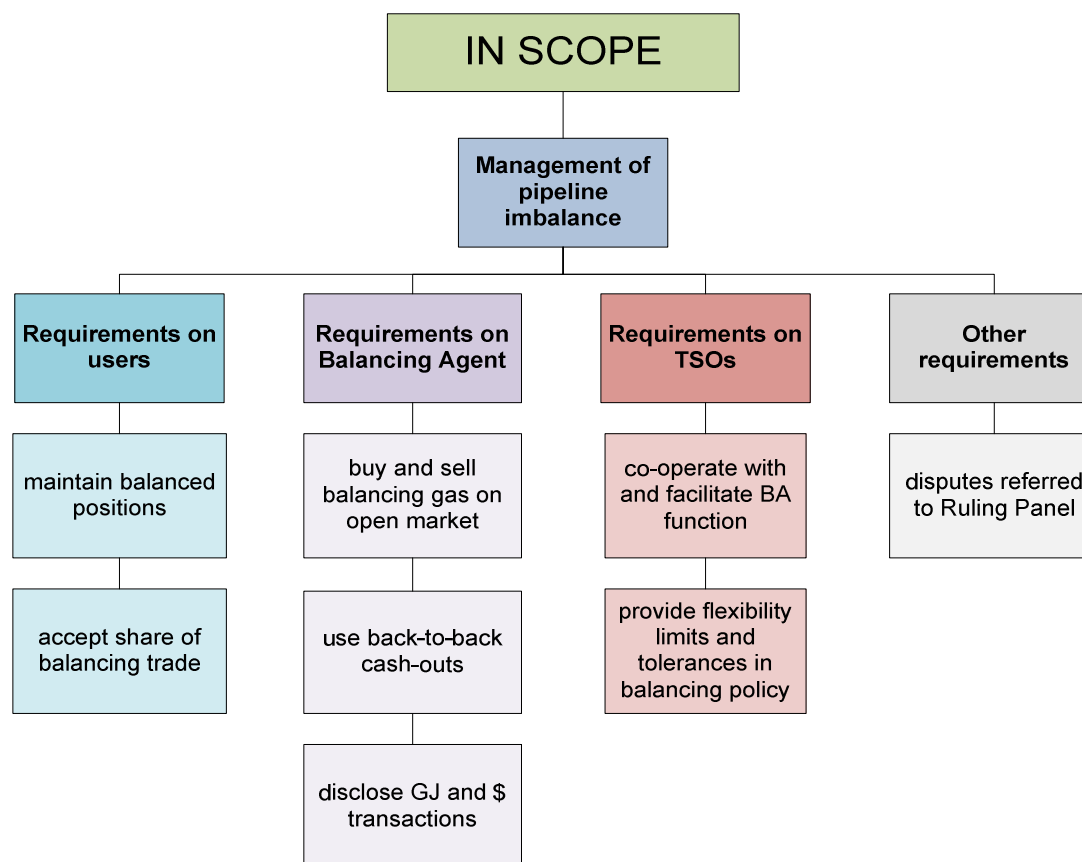 IN SCOPE
Management of
pipeline
imbalance
Requirements on
users
Requirements on
Balancing Agent
Requirements on
TSOs
Other
requirements
maintain balanced
positions
buy and sell
balancing gas on
open market
co-operate with
and facilitate BA
function
disputes referred
to Ruling Panel
accept share of
balancing trade
use back-to-back
cash-outs
provide flexibility
limits and
tolerances in
balancing policy
disclose GJ and $
transactions